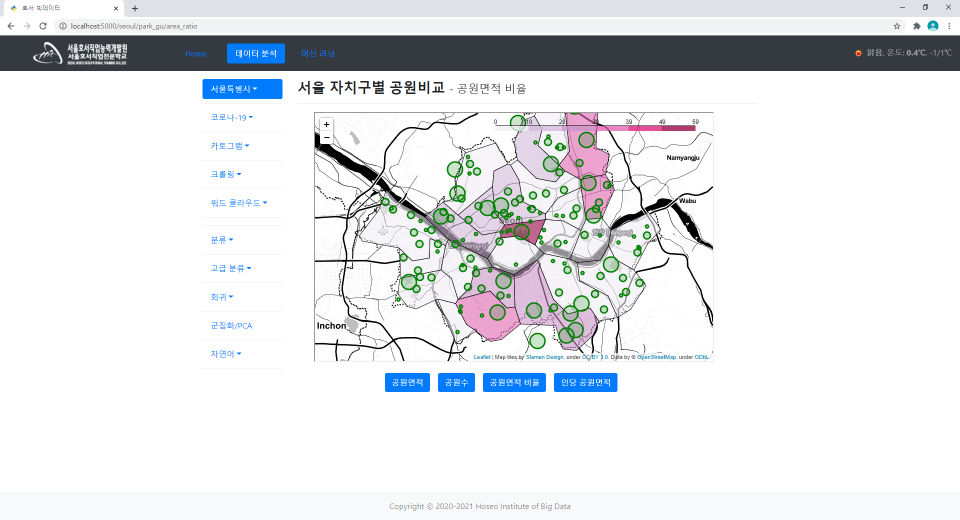 호서 빅데이터
localhost:5000/seoul/park_gu/area_ratio
서울호서직업능력개발원
서울호서직업전문학교
Home
데이터 분석
머신 러닝
맑음, 온도: 0.4℃, -1/1℃
서울특별시
코로나-19
카토그램
크롤링
워드 클라우드
분류
고급 분류
회귀
군집화/PCA
자연어
서울 자치구별 공원비교 - 공원면적 비율
+
−
0 10 20 39 49 59
Namyangju
Wabu
Inchon
Leaflet | Map tiles by Stamen Design, under CC BY 3.0. Data by © OpenStreetMap, under ODbL.
공원면적
공원수
공원면적 비율
인당 공원면적
Copyright © 2020-2021 Hoseo Institute of Big Data